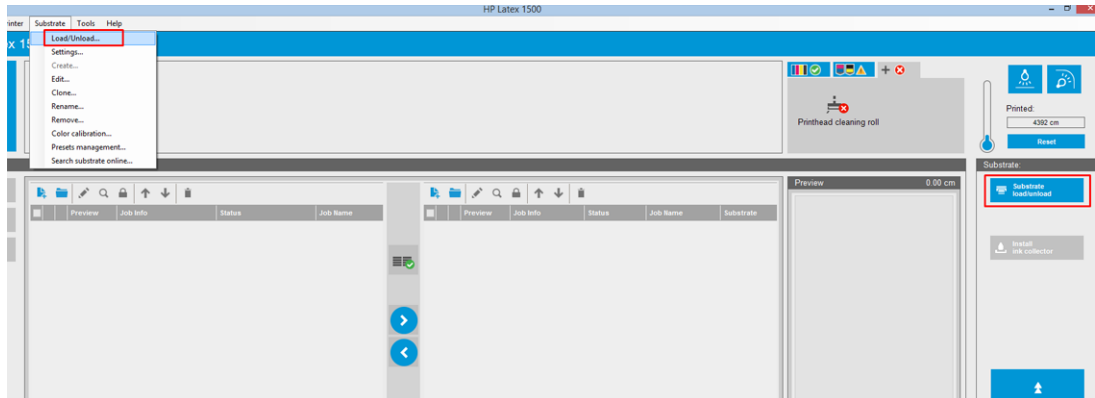 HP Latex 1500
Substrate Tools Help
Load/Unload...
Settings...
Create...
Edit...
Clone...
Rename...
Remove...
Color calibration...
Presets management...
Search substrate online...
Printhead cleaning roll
Printed:
4392 cm
Reset
Substrate:
Substrate
load/unload
Install
ink collector
Preview Job Info Status Job Name
Preview Job Info Status Job Name Substrate
Preview 0.00 cm